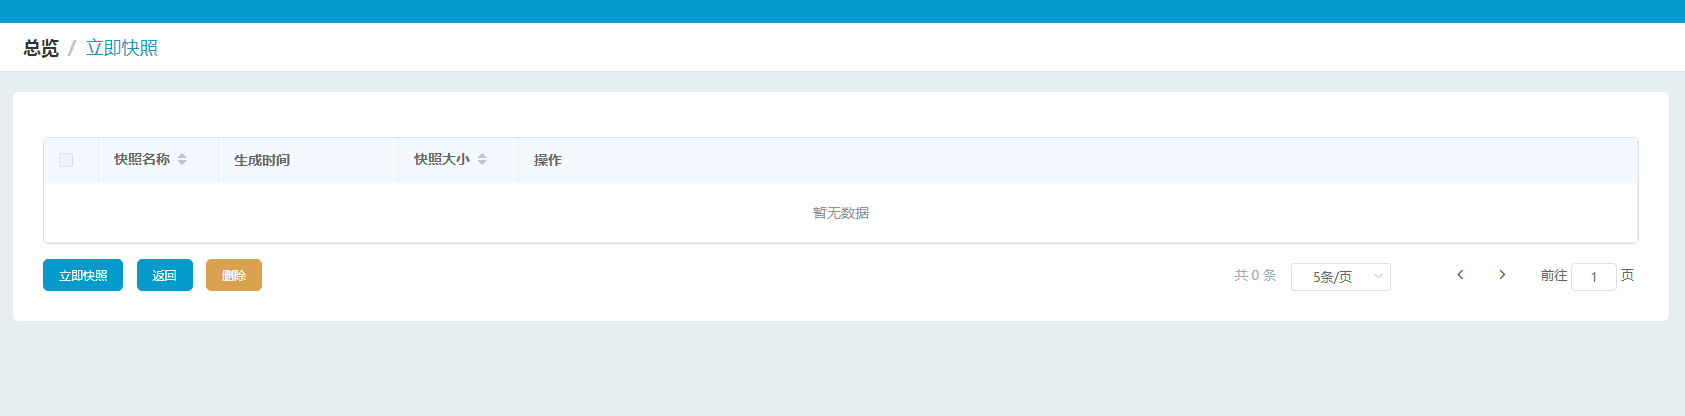 总览 / 立即快照
快照名称 生成时间 快照大小 操作
暂无数据
立即快照 返回 删除 共 0 条 5条/页 前往 1 页